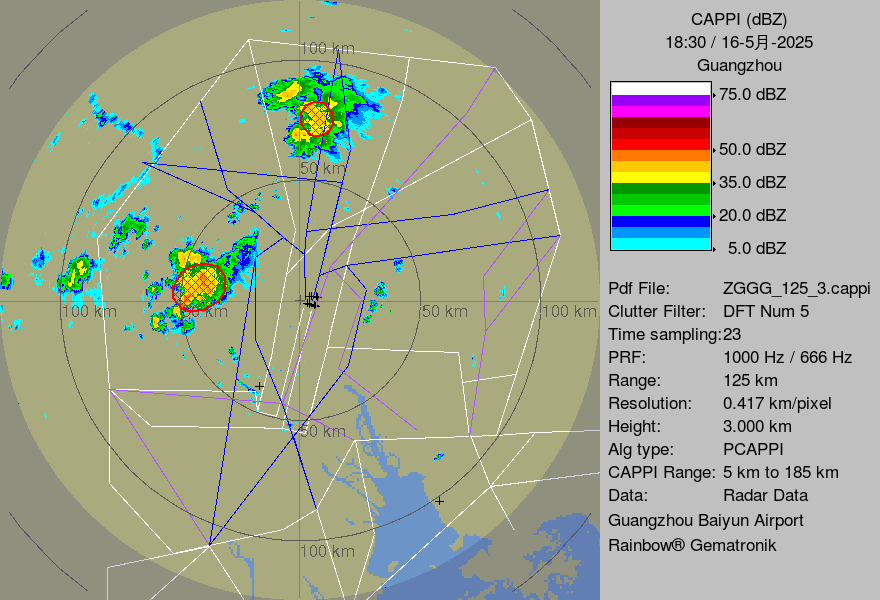 CAPPI (dBZ)
18:30 / 16-5月-2025
Guangzhou
75.0 dBZ
50.0 dBZ
35.0 dBZ
20.0 dBZ
5.0 dBZ
Pdf File: ZGGG_125_3.cappi
Clutter Filter: DFT Num 5
Time sampling:23
PRF: 1000 Hz / 666 Hz
Range: 125 km
Resolution: 0.417 km/pixel
Height: 3.000 km
Alg type: PCAPPI
CAPPI Range: 5 km to 185 km
Data: Radar Data
Guangzhou Baiyun Airport
Rainbow® Gematronik
100 km
50 km
100 km
50 km
50 km
100 km
50 km
100 km